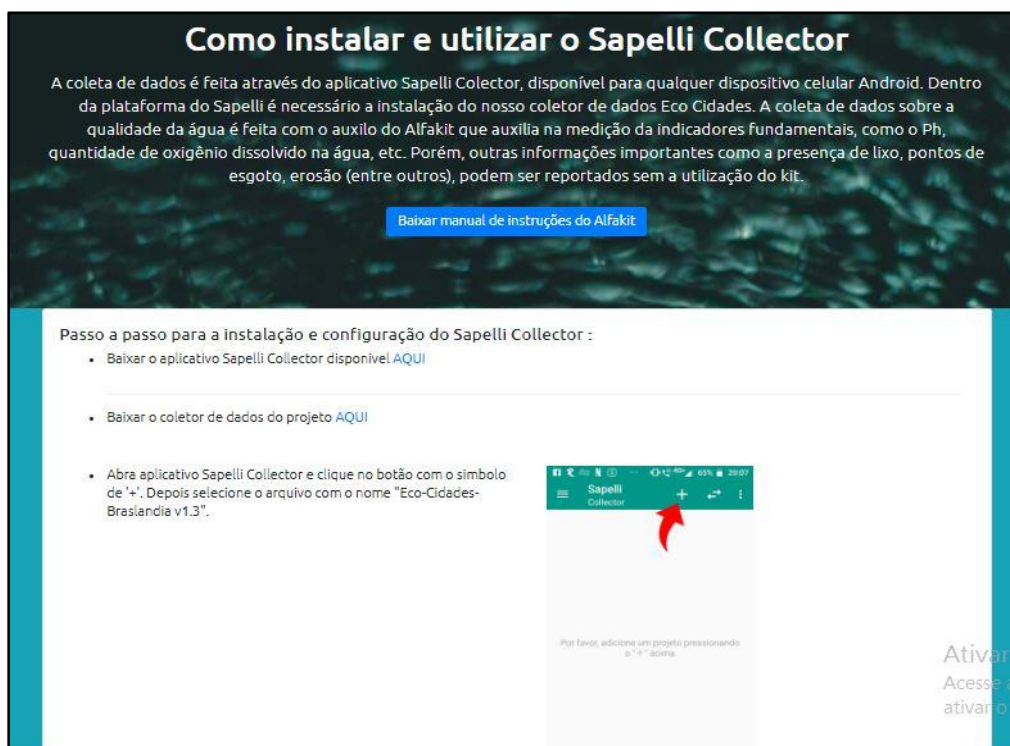 Como instalar e utilizar o Sapelli Collector
A coleta de dados é feita através do aplicativo Sapelli Colector, disponível para qualquer dispositivo celular Android. Dentro
da plataforma do Sapelli é necessário a instalação do nosso coletor de dados Eco Cidades. A coleta de dados sobre a
qualidade da água é feita com o auxilo do Alfakit que auxilia na medição da indicadores fundamentais, como o Ph,
quantidade de oxigênio dissolvido na água, etc. Porém, outras informações importantes como a presença de lixo, pontos de
esgoto, erosão (entre outros), podem ser reportados sem a utilização do kit.
Baixar manual de instruções do Alfakit
Passo a passo para a instalação e configuração do Sapelli Collector :
• Baixar o aplicativo Sapelli Collector disponivel AQUI
• Baixar o coletor de dados do projeto AQUI
• Abra aplicativo Sapelli Collector e clique no botão com o simbolo
de '+'. Depois selecione o arquivo com o nome "Eco-Cidades-
Braslandia v1.3".
65% 20:07
Sapelli
Collector
Por favor, adicione um projeto pressionando
o "+" acima.
Ativar
Acesse a
ativar o